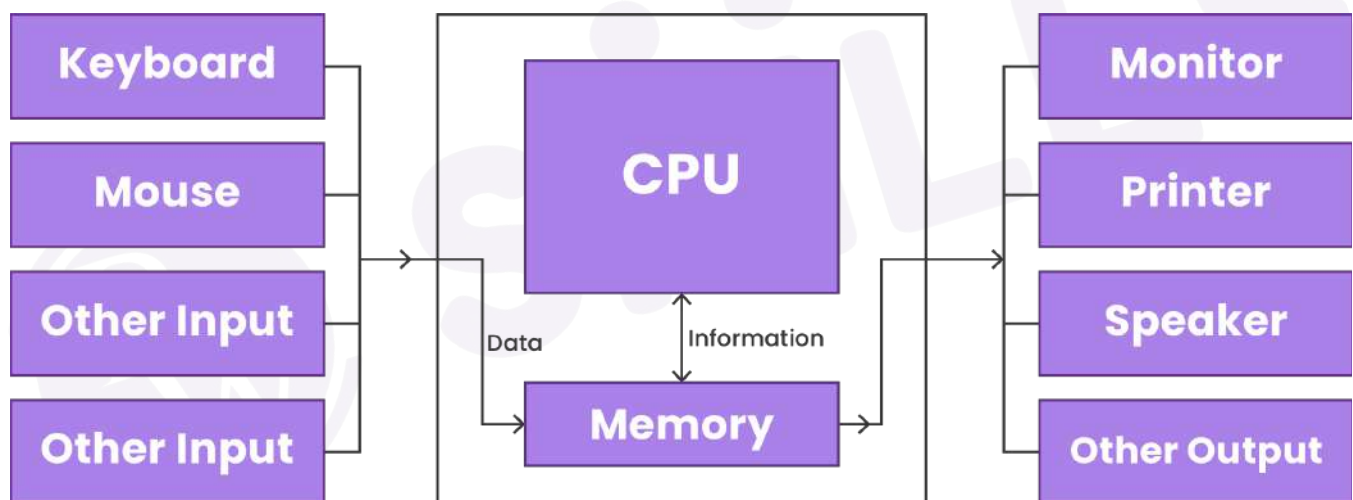 Keyboard
Mouse
Other Input
Other Input
CPU
Data
Information
Memory
Monitor
Printer
Speaker
Other Output